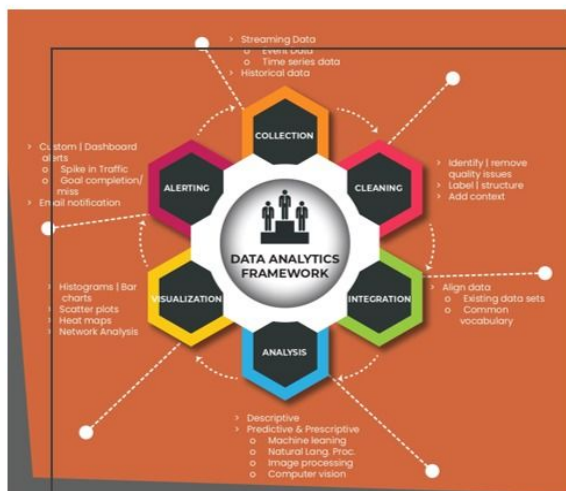 > Streaming Data
o Event Data
o Time series data
> Historical data
COLLECTION
> Custom | Dashboard
alerts
o Spike in Traffic
o Goal completion/
miss
> Email notification
ALERTING
CLEANING
> Identify | remove
quality issues
> Label | structure
> Add context
DATA ANALYTICS
FRAMEWORK
> Histograms | Bar
charts
> Scatter plots
> Heat maps
> Network Analysis
VISUALIZATION
INTEGRATION
> Align data
o Existing data sets
o Common
vocabulary
ANALYSIS
> Descriptive
> Predictive & Prescriptive
o Machine leaning
o Natural Lang. Proc.
o Image processing
o Computer vision